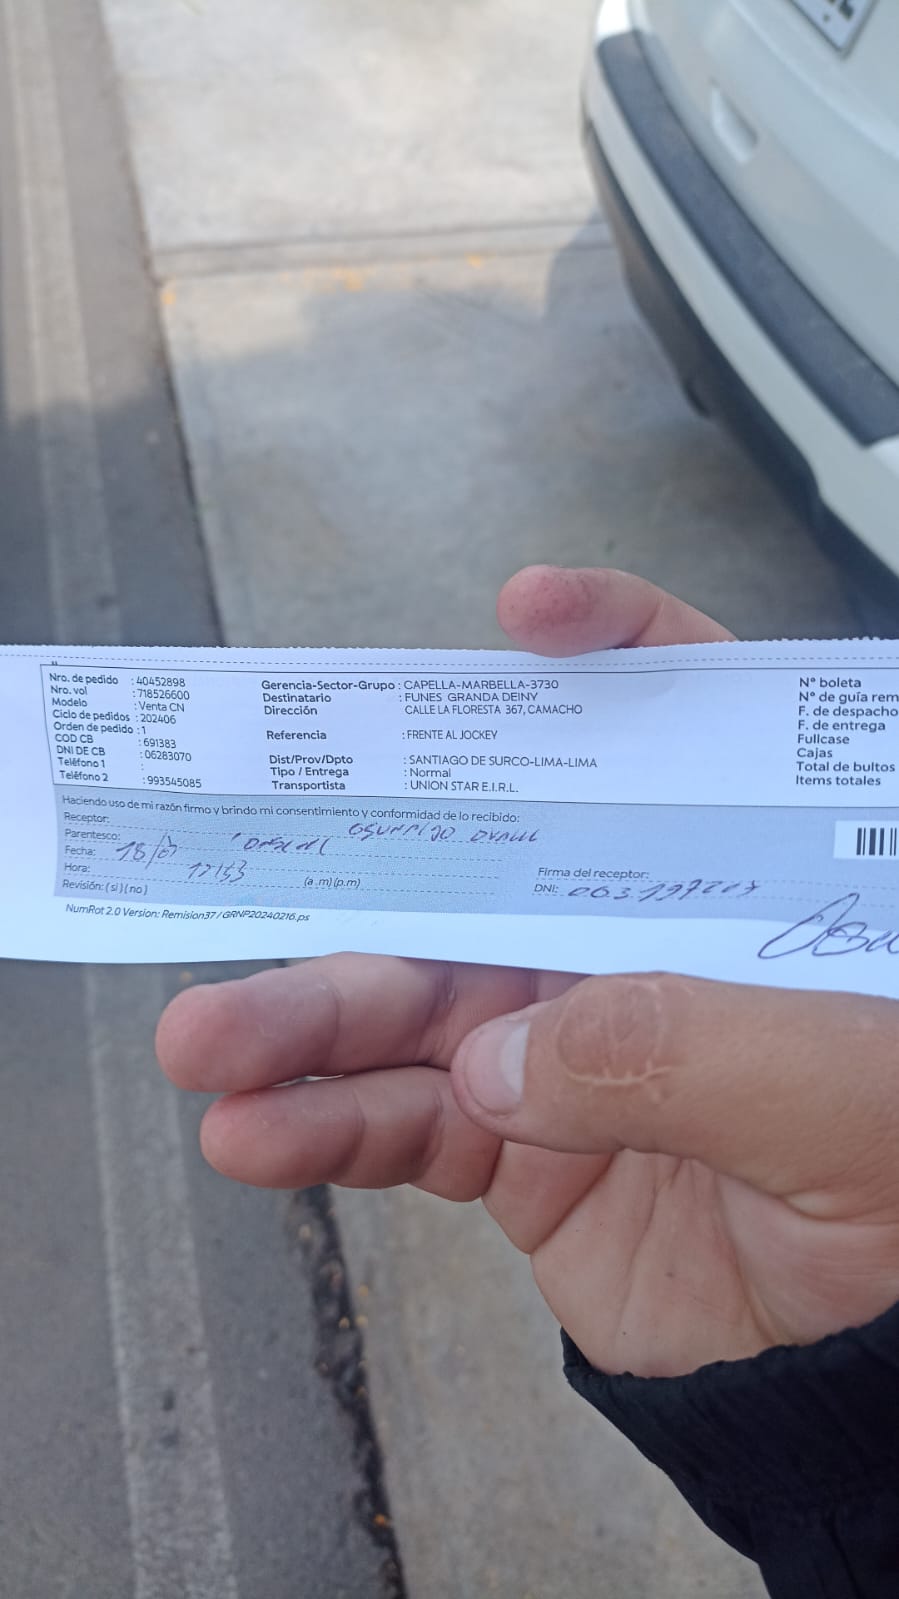 Nro. de pedido : 40452898
Nro. vol : 718526600
Modelo : Venta CN
Ciclo de pedidos : 202406
Orden de pedido : 1
COD CB : 691383
DNI DE CB : 06283070
Teléfono 1 :
Teléfono 2 : 993545085
Gerencia-Sector-Grupo : CAPELLA-MARBELLA-3730
Destinatario : FUNES GRANDA DEINY
Dirección CALLE LA FLORESTA 367, CAMACHO
Referencia : FRENTE AL JOCKEY
Dist/Prov/Dpto : SANTIAGO DE SURCO-LIMA-LIMA
Tipo / Entrega : Normal
Transportista : UNION STAR E.I.R.L.
N° boleta
N° de guía rem
F. de despacho
F. de entrega
Fullcase
Cajas
Total de bultos
Items totales
Haciendo uso de mi razón firmo y brindo mi consentimiento y conformidad de lo recibido:
Receptor:
Parentesco:
Fecha: 18/07
Hora: 12:53 (a .m) (p.m)
Revisión: ( si ) ( no )
Firma del receptor:
DNI:
NumRot 2.0 Version: Remision37 / GRNP20240216.ps